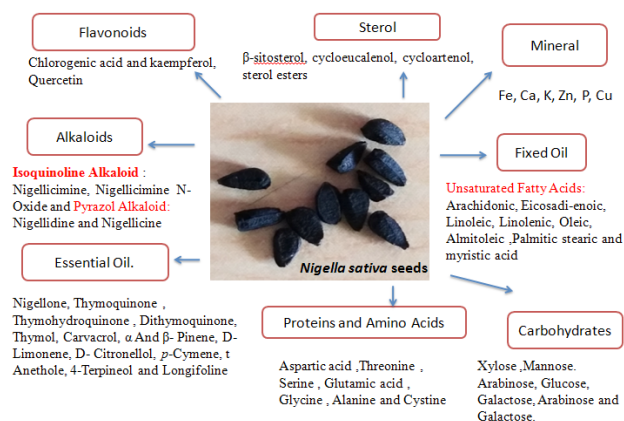 Flavonoids
Chlorogenic acid and kaempferol,
Quercetin
Sterol
β-sitosterol, cycloeucalenol, cycloartenol,
sterol esters
Mineral
Fe, Ca, K, Zn, P, Cu
Alkaloids
Isoquinoline Alkaloid :
Nigellicimine, Nigellicimine N-
Oxide and Pyrazol Alkaloid:
Nigellidine and Nigellicine
Fixed Oil
Unsaturated Fatty Acids:
Arachidonic, Eicosadi-enoic,
Linoleic, Linolenic, Oleic,
Almitoleic ,Palmitic stearic and
myristic acid
Nigella sativa seeds
Essential Oil.
Nigellone, Thymoquinone ,
Thymohydroquinone , Dithymoquinone,
Thymol, Carvacrol, α And β- Pinene, D-
Limonene, D- Citronellol, p-Cymene, t
Anethole, 4-Terpineol and Longifoline
Proteins and Amino Acids
Aspartic acid ,Threonine ,
Serine , Glutamic acid ,
Glycine , Alanine and Cystine
Carbohydrates
Xylose ,Mannose.
Arabinose, Glucose,
Galactose, Arabinose and
Galactose.